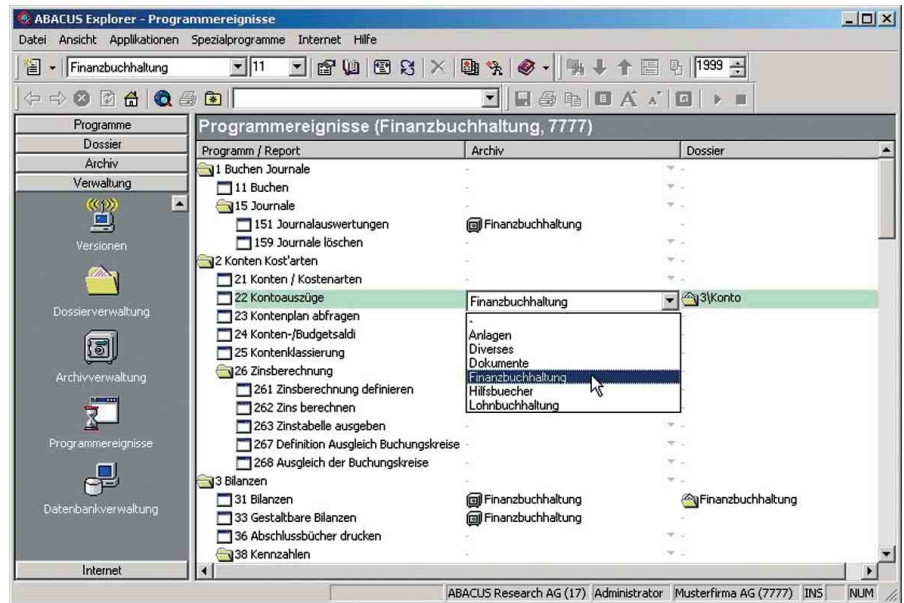 ABACUS Explorer - Programmereignisse
Datei Ansicht Applikationen Spezialprogramme Internet Hilfe
Finanzbuchhaltung 11 1999
Programme
Dossier
Archiv
Verwaltung
Versionen
Dossierverwaltung
Archivverwaltung
Programmereignisse
Datenbankverwaltung
Internet
Programmereignisse (Finanzbuchhaltung, 7777)
Programm / Report Archiv Dossier
1 Buchen Journale - -
11 Buchen - -
15 Journale - -
151 Journalauswertungen Finanzbuchhaltung -
159 Journale löschen - -
2 Konten Kost'arten - -
21 Konten / Kostenarten - -
22 Kontoauszüge Finanzbuchhaltung 3\Konto
23 Kontenplan abfragen
24 Konten-/Budgetsaldi
25 Kontenklassierung
26 Zinsberechnung
261 Zinsberechnung definieren
262 Zins berechnen
263 Zinstabelle ausgeben - -
267 Definition Ausgleich Buchungskreise - -
268 Ausgleich der Buchungskreise - -
3 Bilanzen - -
31 Bilanzen Finanzbuchhaltung Finanzbuchhaltung
33 Gestaltbare Bilanzen Finanzbuchhaltung -
36 Abschlussbücher drucken - -
38 Kennzahlen - -
-
Anlagen
Diverses
Dokumente
Finanzbuchhaltung
Hilfsbuecher
Lohnbuchhaltung
ABACUS Research AG (17) Administrator Musterfirma AG (7777) INS NUM